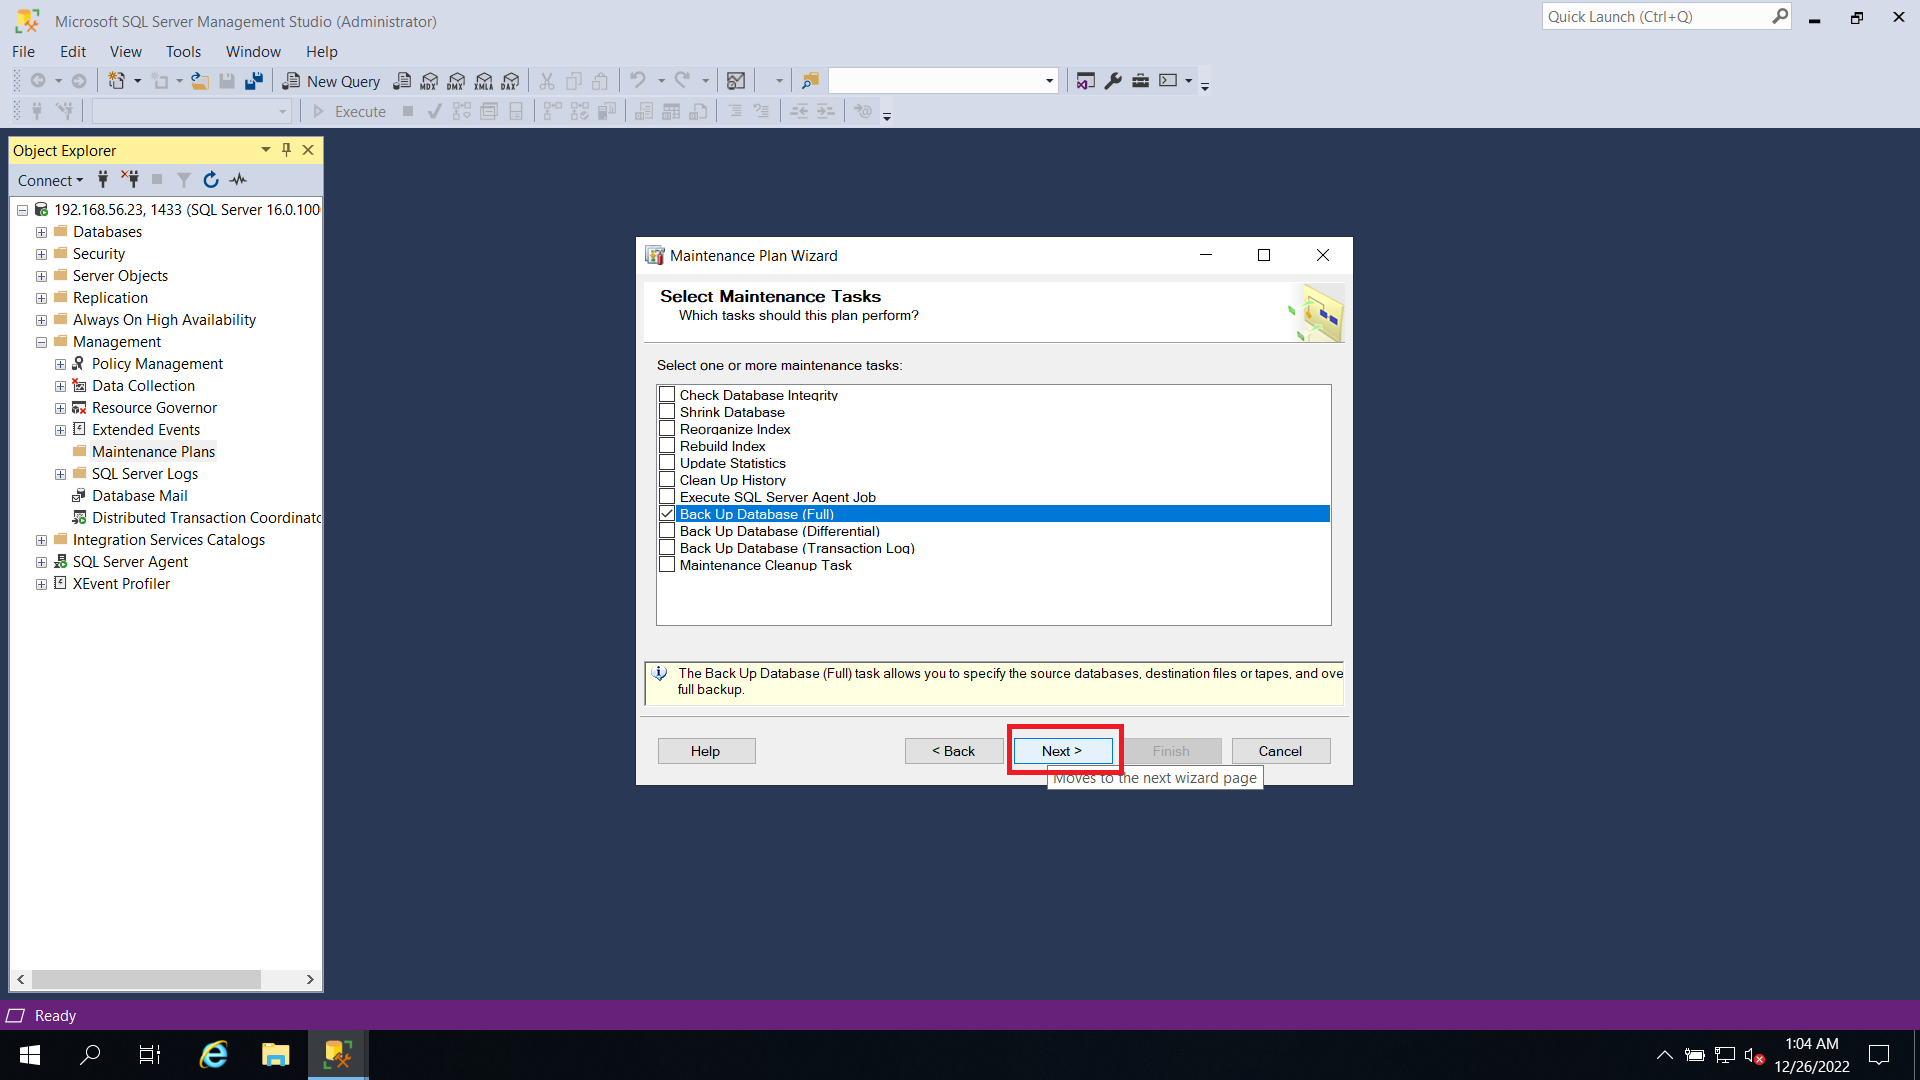 Microsoft SQL Server Management Studio (Administrator)
Quick Launch (Ctrl+Q)
File Edit View Tools Window Help
New Query
MDX DMX XMLA DAX
Execute
Object Explorer
Connect
192.168.56.23, 1433 (SQL Server 16.0.100
Databases
Security
Server Objects
Replication
Always On High Availability
Management
Policy Management
Data Collection
Resource Governor
Extended Events
Maintenance Plans
SQL Server Logs
Database Mail
Distributed Transaction Coordinato
Integration Services Catalogs
SQL Server Agent
XEvent Profiler
Maintenance Plan Wizard
Select Maintenance Tasks
Which tasks should this plan perform?
Select one or more maintenance tasks:
Check Database Integrity
Shrink Database
Reorganize Index
Rebuild Index
Update Statistics
Clean Up History
Execute SQL Server Agent Job
Back Up Database (Full)
Back Up Database (Differential)
Back Up Database (Transaction Log)
Maintenance Cleanup Task
The Back Up Database (Full) task allows you to specify the source databases, destination files or tapes, and ove
full backup.
Help < Back Next > Finish Cancel
Moves to the next wizard page
Ready
1:04 AM
12/26/2022